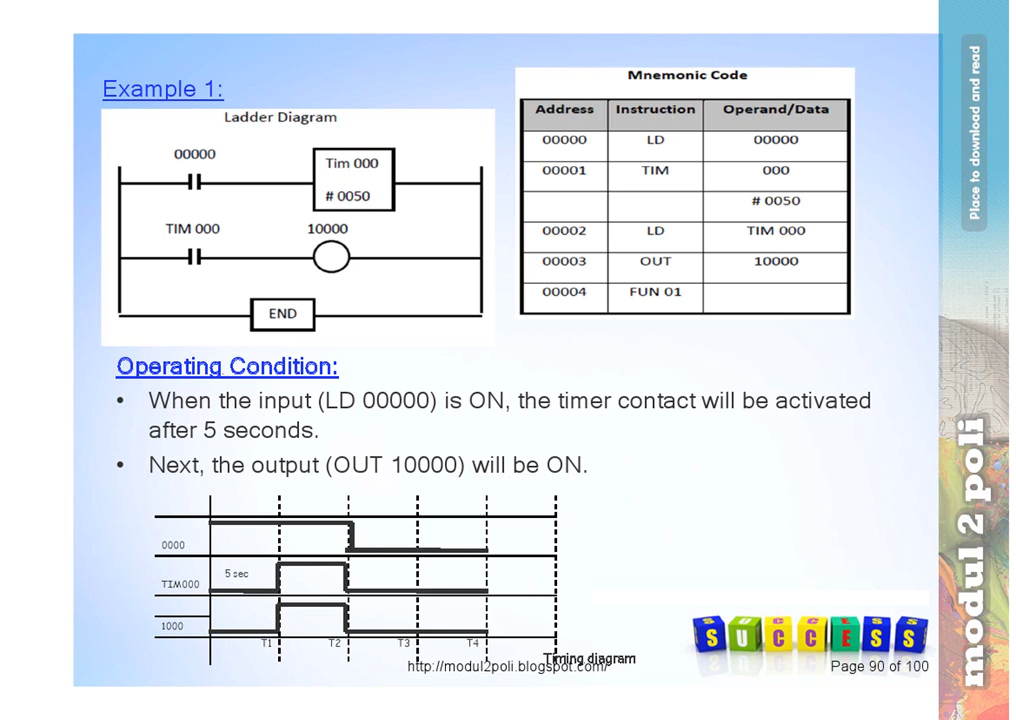 Example 1:
Ladder Diagram
00000
Tim 000
# 0050
TIM 000
10000
END
Mnemonic Code
Address Instruction Operand/Data
00000 LD 00000
00001 TIM 000
# 0050
00002 LD TIM 000
00003 OUT 10000
00004 FUN 01
Operating Condition:
• When the input (LD 00000) is ON, the timer contact will be activated
after 5 seconds.
• Next, the output (OUT 10000) will be ON.
0000
5 sec
TIM000
1000
T1 T2 T3 T4
Timing diagram
http://modul2poli.blogspot.com/
SUCCESS
Page 90 of 100
Place to download and read
modul 2 poli